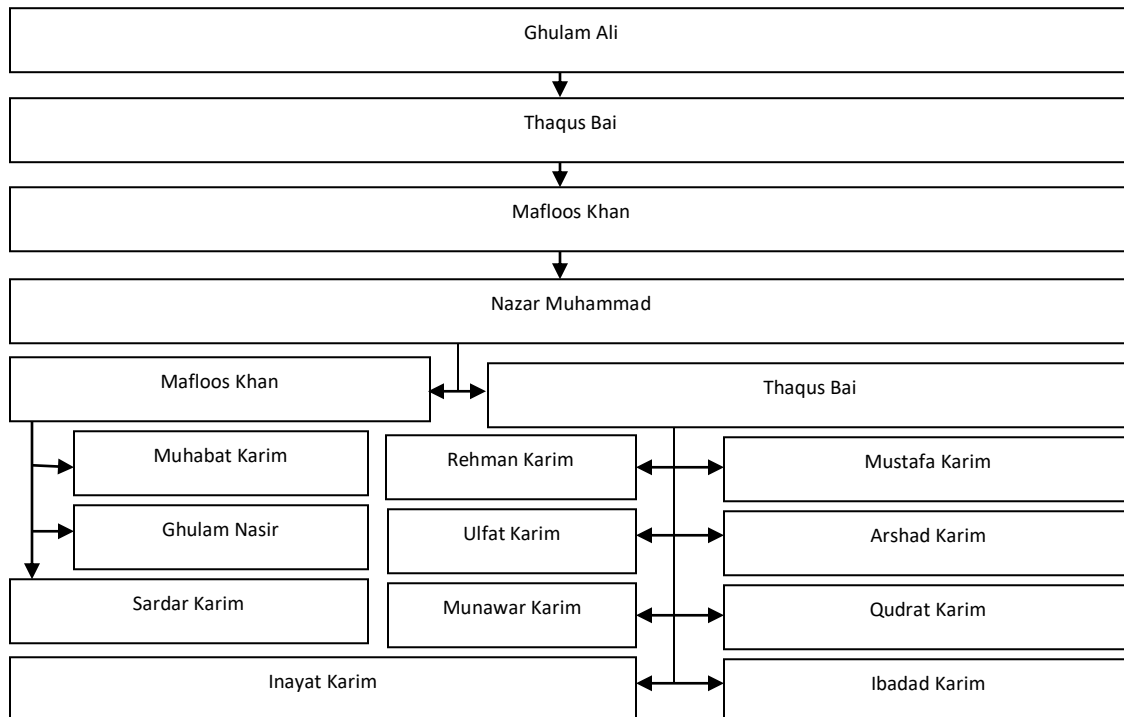 Ghulam Ali
Thaqus Bai
Mafloos Khan
Nazar Muhammad
Mafloos Khan
Thaqus Bai
Muhabat Karim
Rehman Karim
Mustafa Karim
Ghulam Nasir
Ulfat Karim
Arshad Karim
Sardar Karim
Munawar Karim
Qudrat Karim
Inayat Karim
Ibadad Karim